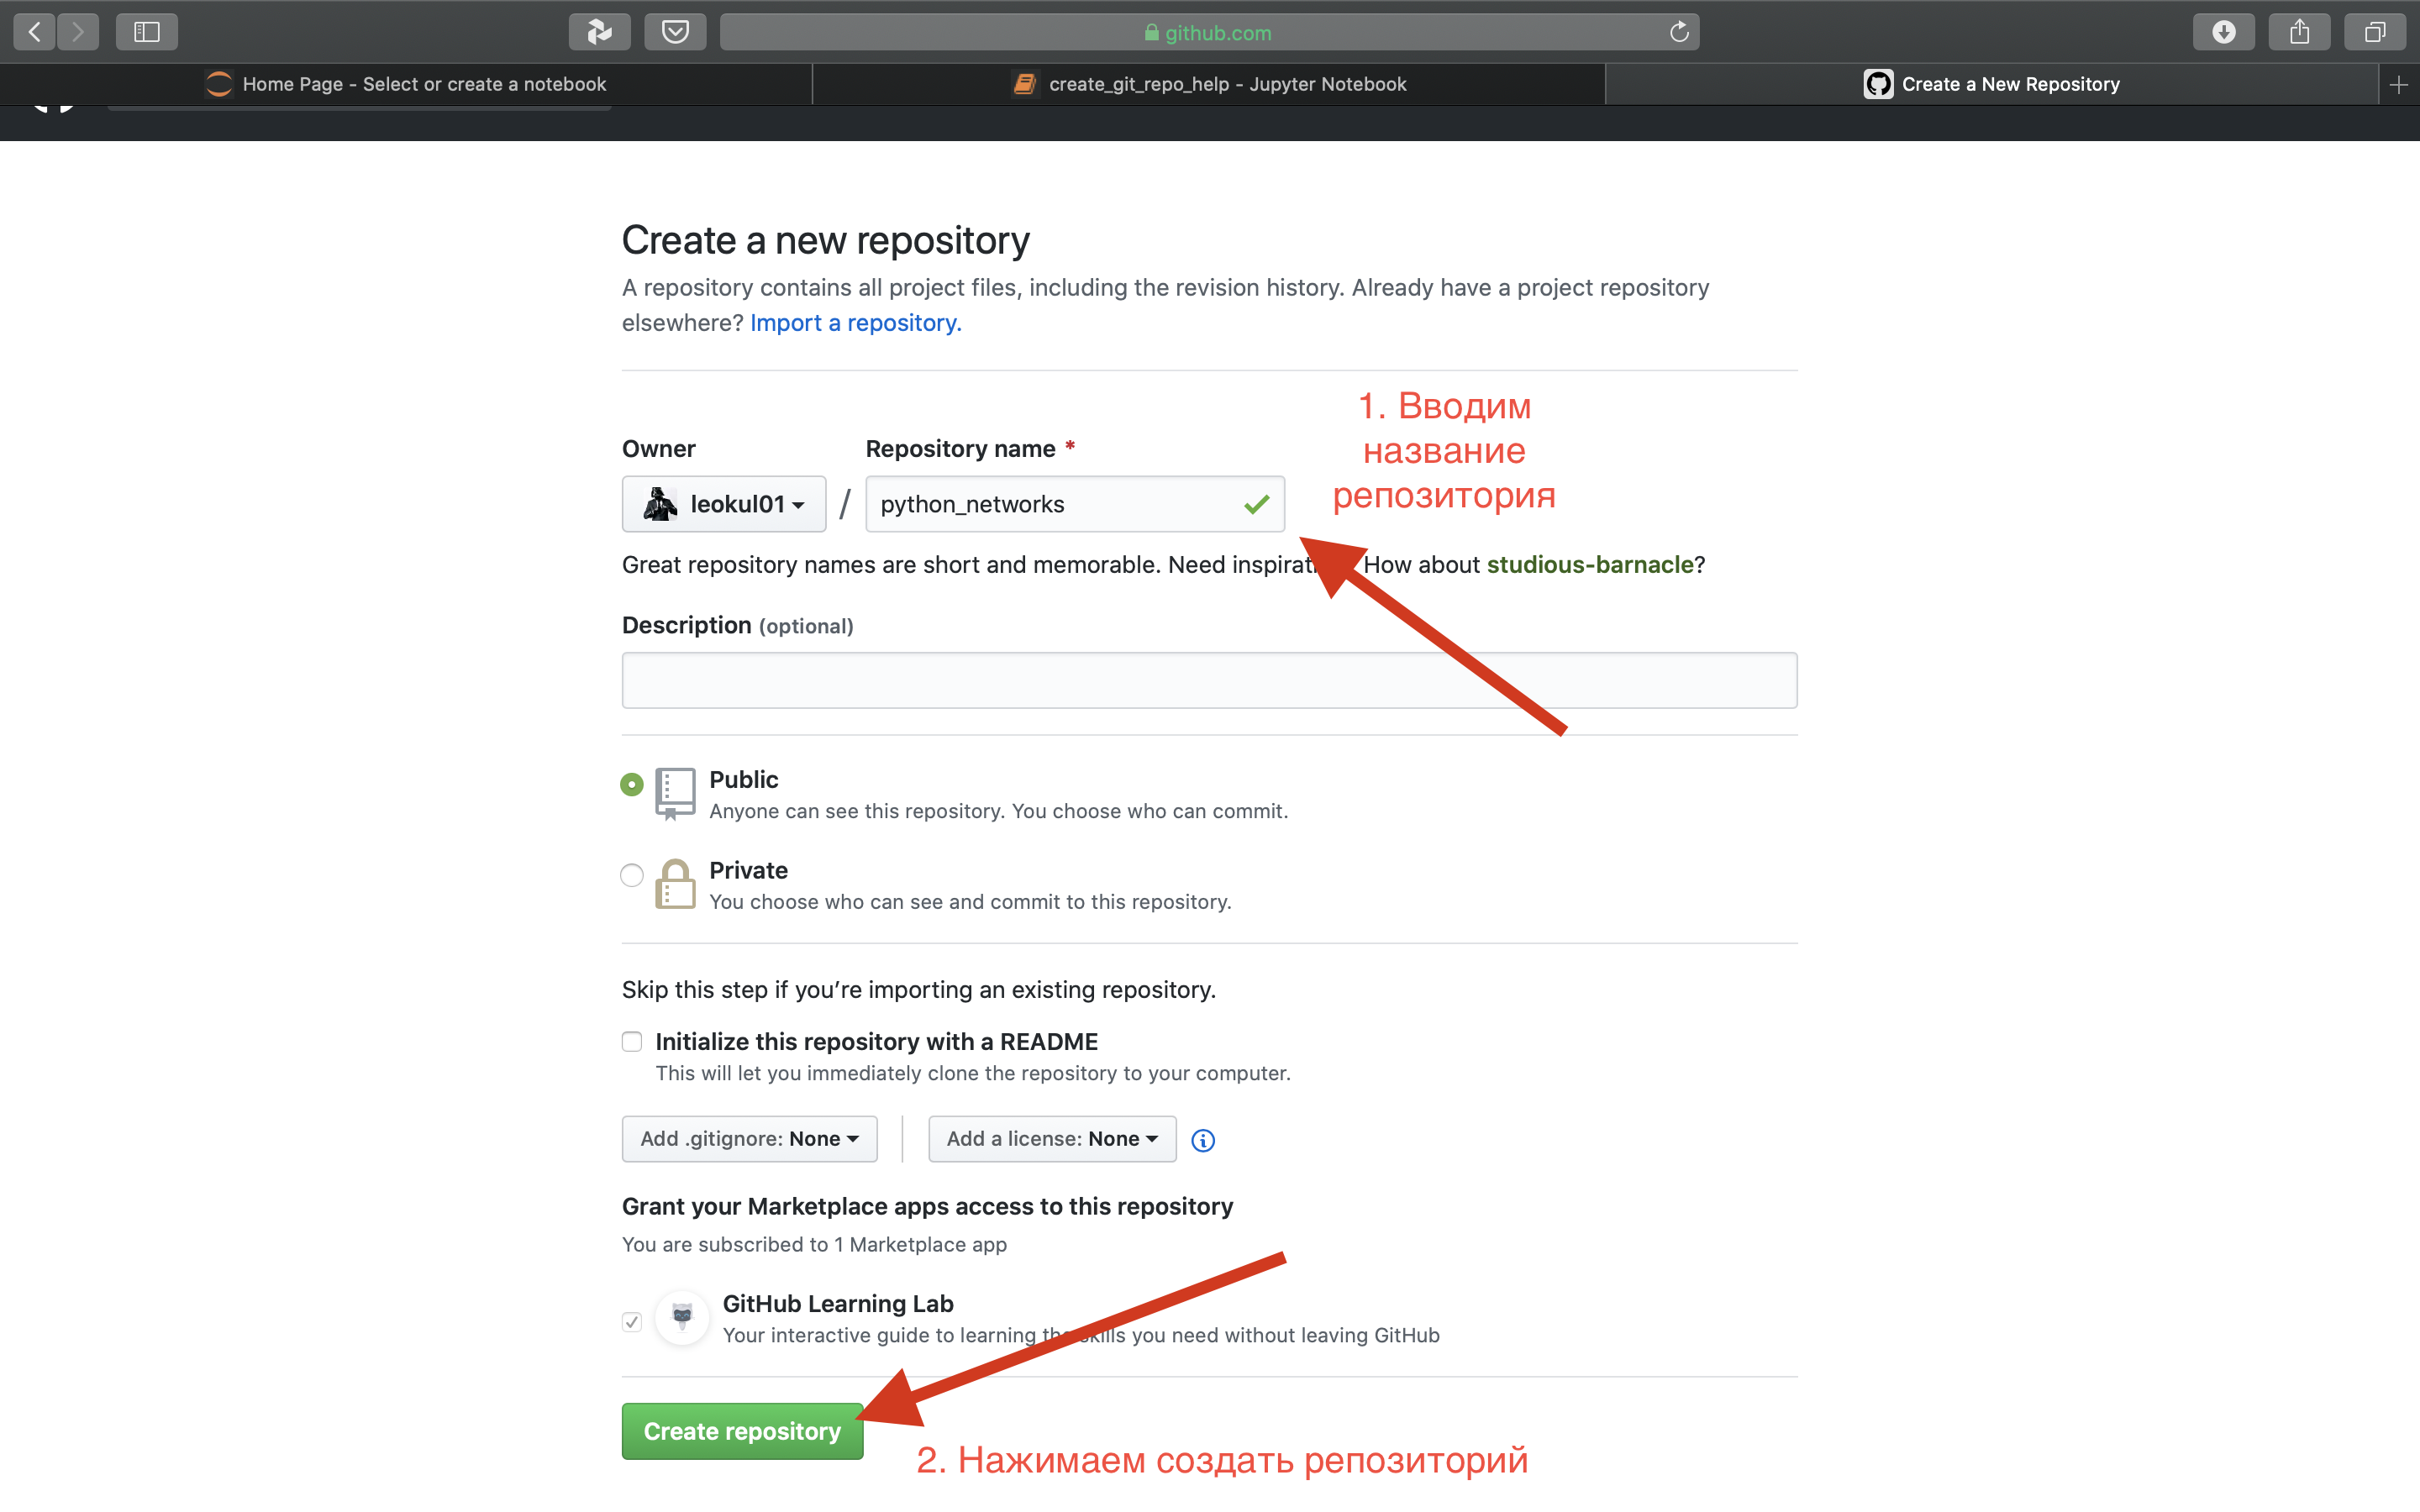 github.com
Home Page - Select or create a notebook
create_git_repo_help - Jupyter Notebook
Create a New Repository
Create a new repository
A repository contains all project files, including the revision history. Already have a project repository
elsewhere? Import a repository.
1. Вводим
название
репозитория
Owner
Repository name *
leokul01
/
python_networks
Great repository names are short and memorable. Need inspirat How about studious-barnacle?
Description (optional)
Public
Anyone can see this repository. You choose who can commit.
Private
You choose who can see and commit to this repository.
Skip this step if you’re importing an existing repository.
Initialize this repository with a README
This will let you immediately clone the repository to your computer.
Add .gitignore: None
Add a license: None
Grant your Marketplace apps access to this repository
You are subscribed to 1 Marketplace app
GitHub Learning Lab
Your interactive guide to learning the skills you need without leaving GitHub
Create repository
2. Нажимаем создать репозиторий